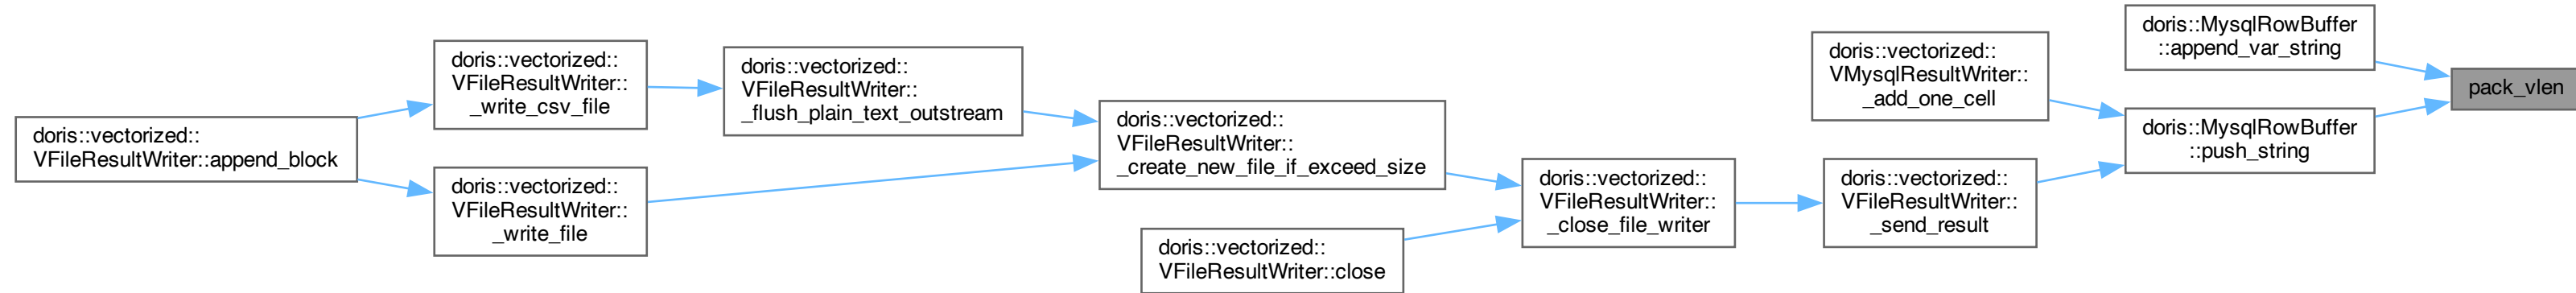 doris::vectorized::
VFileResultWriter::append_block
doris::vectorized::
VFileResultWriter::
_write_csv_file
doris::vectorized::
VFileResultWriter::
_write_file
doris::vectorized::
VFileResultWriter::
_flush_plain_text_outstream
doris::vectorized::
VFileResultWriter::
_create_new_file_if_exceed_size
doris::vectorized::
VFileResultWriter::close
doris::vectorized::
VFileResultWriter::
_close_file_writer
doris::vectorized::
VMysqlResultWriter::
_add_one_cell
doris::vectorized::
VFileResultWriter::
_send_result
doris::MysqlRowBuffer
::append_var_string
doris::MysqlRowBuffer
::push_string
pack_vlen